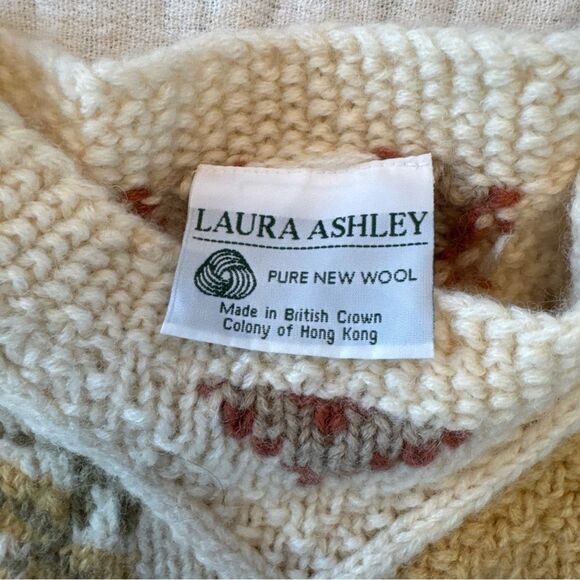 LAURA ASHLEY
PURE NEW WOOL
Made in British Crown
Colony of Hong Kong